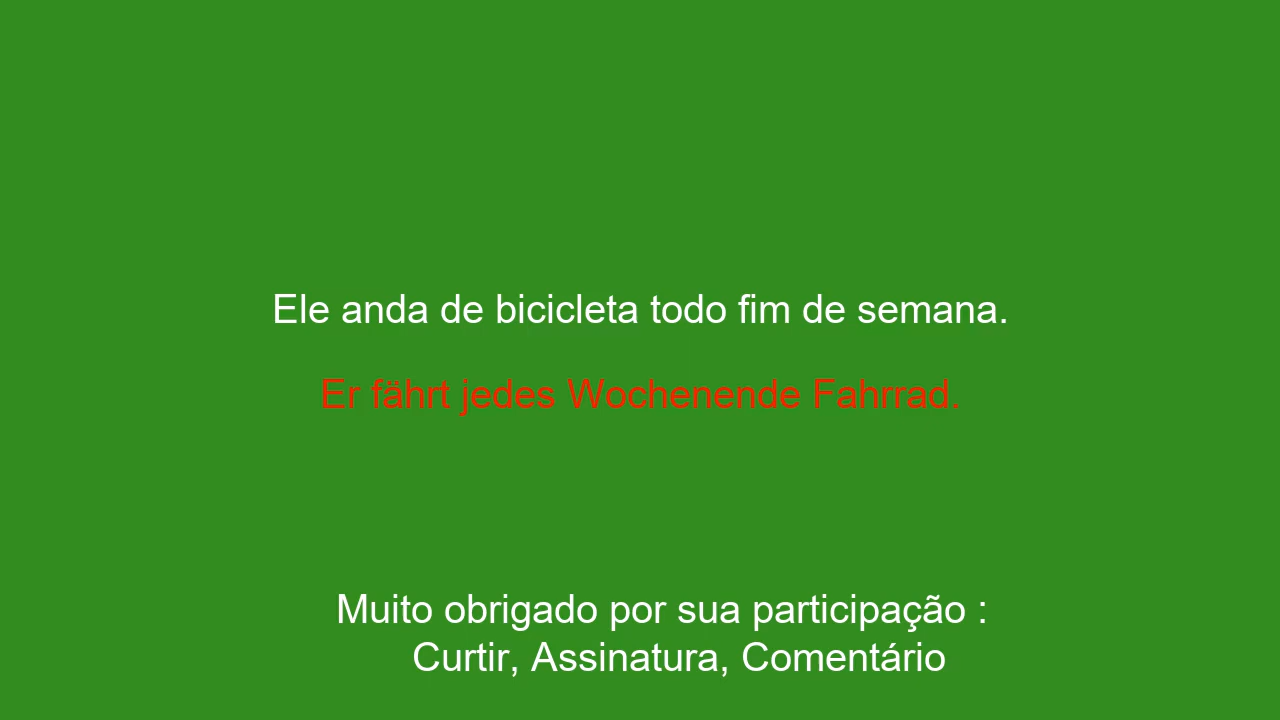 Ele anda de bicicleta todo fim de semana.
Er fährt jedes Wochenende Fahrrad.
Muito obrigado por sua participação :
Curtir, Assinatura, Comentário